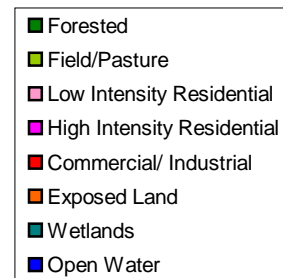 Forested
Field/Pasture
Low Intensity Residential
High Intensity Residential
Commercial/ Industrial
Exposed Land
Wetlands
Open Water